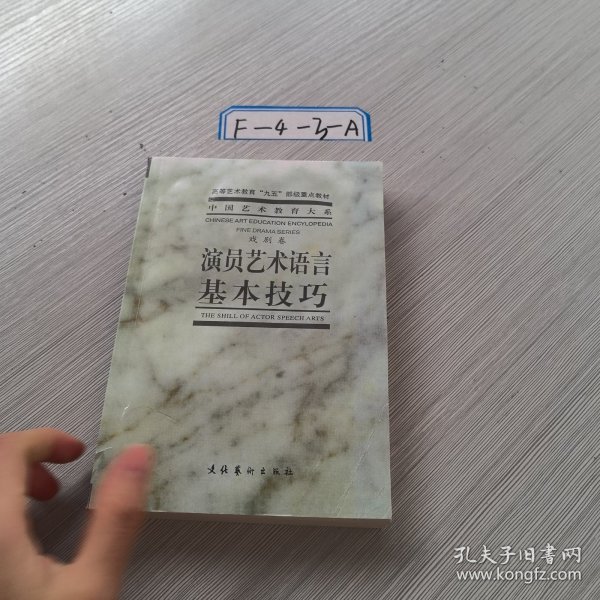 F-4-3-A
高等艺术教育“九五”部级重点教材
中国艺术教育大系
CHINESE ART EDUCATION ENCYCLOPEDIA
FINE DRAMA SERIES
戏剧卷
演员艺术语言
基本技巧
THE SHILL OF ACTOR SPEECH ARTS
文化艺术出版社
孔夫子旧书网
www.kongfz.com